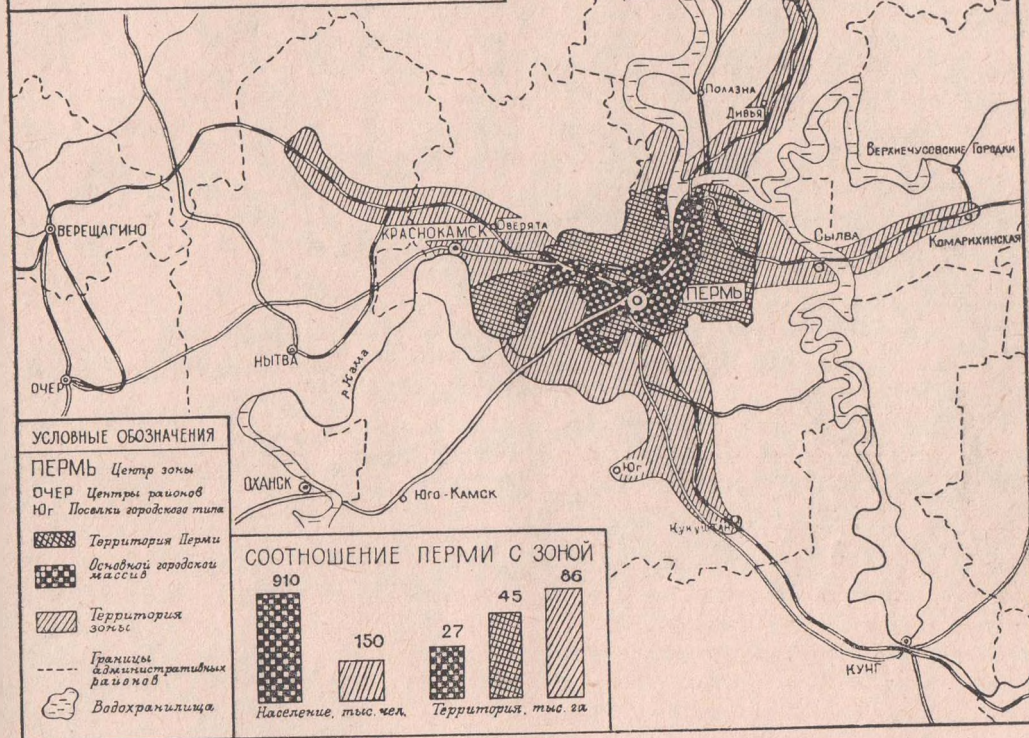 Полазна
Дивья
Верхнечусовские Городки
Верещагино
Краснокамск
Оверята
Сылва
Комарихинская
Пермь
Нытва
Очер
р. Кама
Оханск
Юго-Камск
Юг
Кукуштан
Кунг
УСЛОВНЫЕ ОБОЗНАЧЕНИЯ
ПЕРМЬ Центр зоны
ОЧЕР Центры районов
Юг Поселки городского типа
Территория Перми
Основной городской
массив
Территория
зоны
Границы
административных
районов
Водохранилища
СООТНОШЕНИЕ ПЕРМИ С ЗОНОЙ
910
150
27
45
86
Население, тыс. чел.
Территория, тыс. га